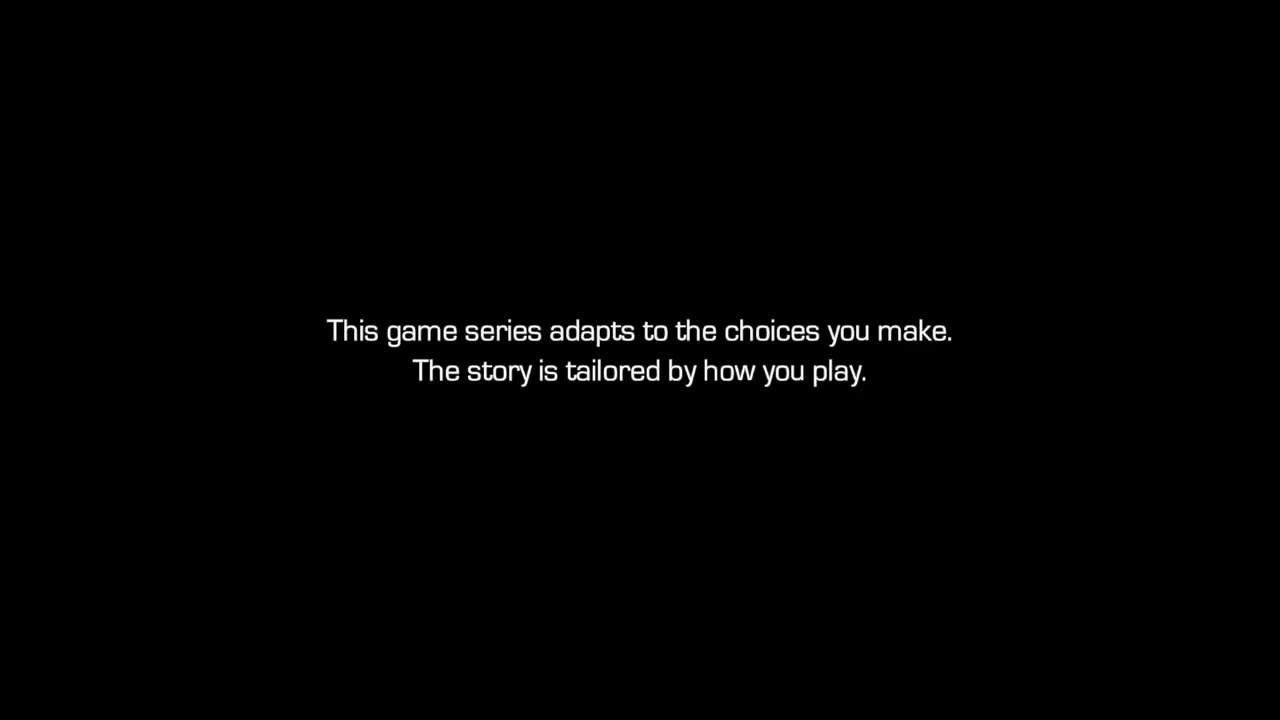 This game series adapts to the choices you make.
The story is tailored by how you play.